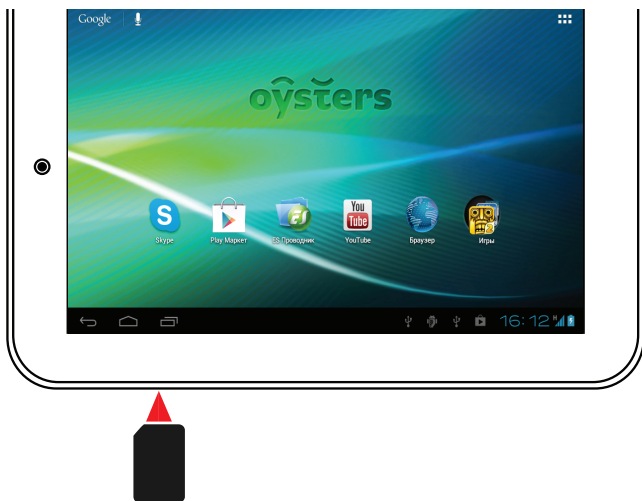 Google
oysters
S
You
Tube
Skype
Play Маркет
ES Проводник
YouTube
Браузер
Игры
16:12 H